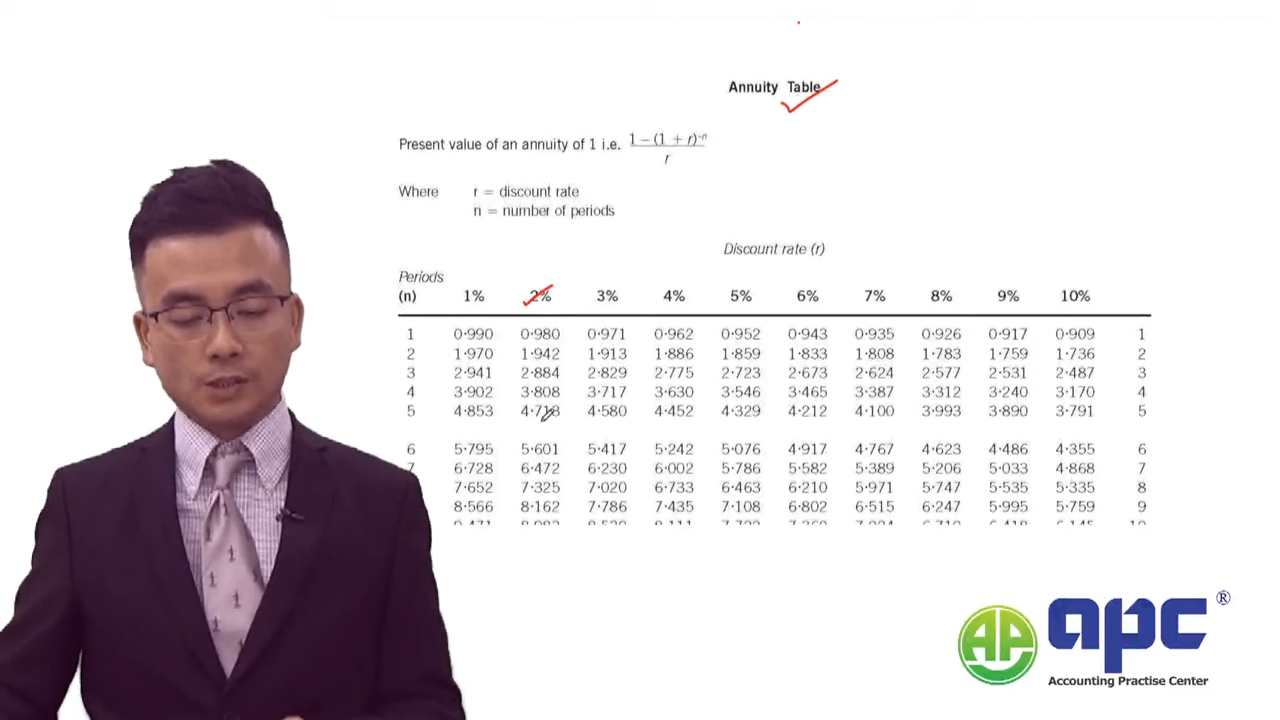 Annuity Table
Present value of an annuity of 1 i.e. 1 – (1 + r)⁻ⁿ
r
Where r = discount rate
n = number of periods
Discount rate (r)
Periods
(n) 1% 2% 3% 4% 5% 6% 7% 8% 9% 10%
1 0·990 0·980 0·971 0·962 0·952 0·943 0·935 0·926 0·917 0·909 1
2 1·970 1·942 1·913 1·886 1·859 1·833 1·808 1·783 1·759 1·736 2
3 2·941 2·884 2·829 2·775 2·723 2·673 2·624 2·577 2·531 2·487 3
4 3·902 3·808 3·717 3·630 3·546 3·465 3·387 3·312 3·240 3·170 4
5 4·853 4·713 4·580 4·452 4·329 4·212 4·100 3·993 3·890 3·791 5
6 5·795 5·601 5·417 5·242 5·076 4·917 4·767 4·623 4·486 4·355 6
7 6·728 6·472 6·230 6·002 5·786 5·582 5·389 5·206 5·033 4·868 7
7·652 7·325 7·020 6·733 6·463 6·210 5·971 5·747 5·535 5·335 8
8·566 8·162 7·786 7·435 7·108 6·802 6·515 6·247 5·995 5·759 9
AP apc ®
Accounting Practise Center